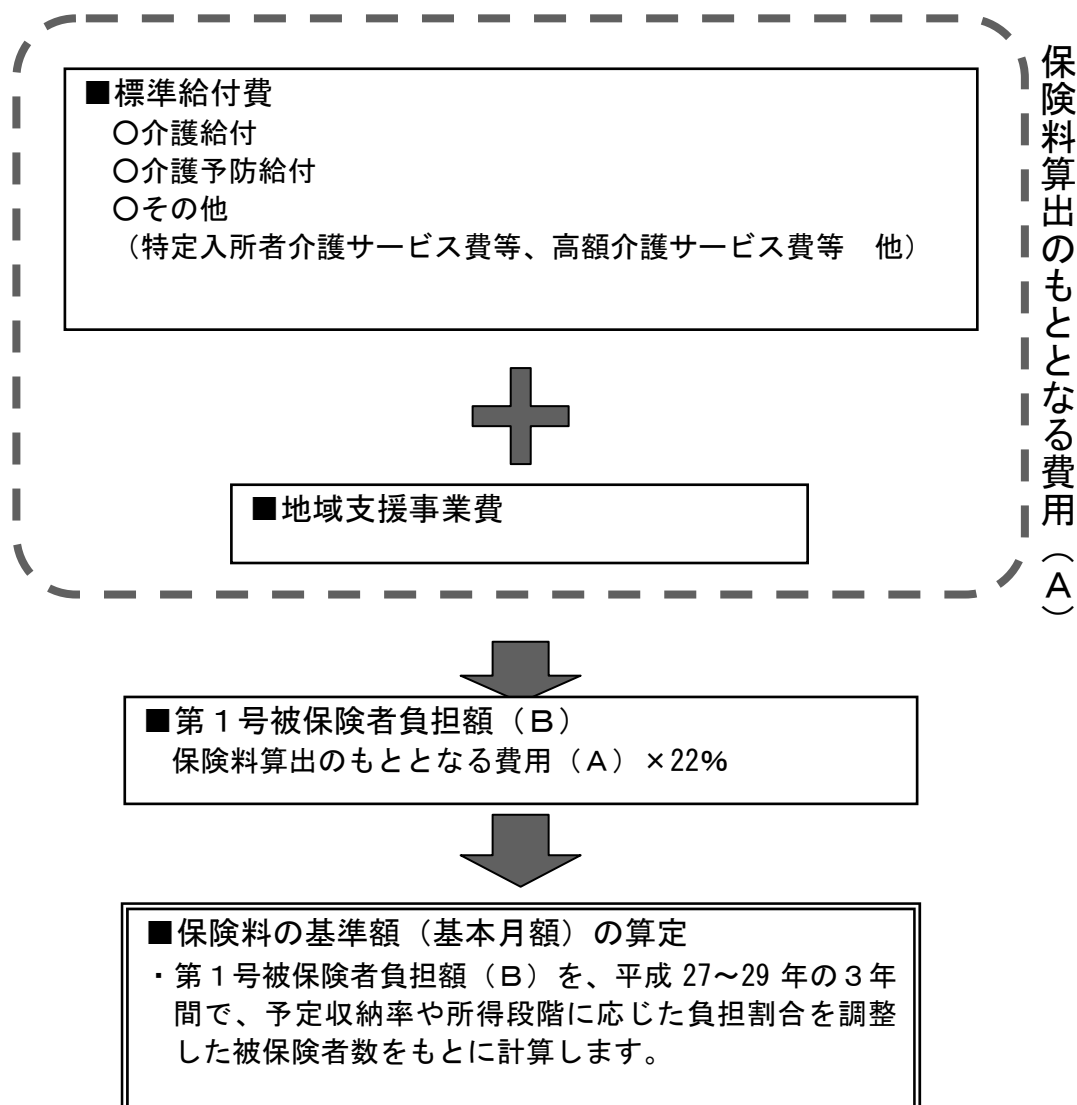 ■標準給付費
○介護給付
○介護予防給付
○その他
（特定入所者介護サービス費等、高額介護サービス費等　他）
■地域支援事業費
保険料算出のもととなる費用（Ａ）
■第１号被保険者負担額（Ｂ）
保険料算出のもととなる費用（Ａ）×22％
■保険料の基準額（基本月額）の算定
・第１号被保険者負担額（Ｂ）を、平成 27～29 年の３年
間で、予定収納率や所得段階に応じた負担割合を調整
した被保険者数をもとに計算します。